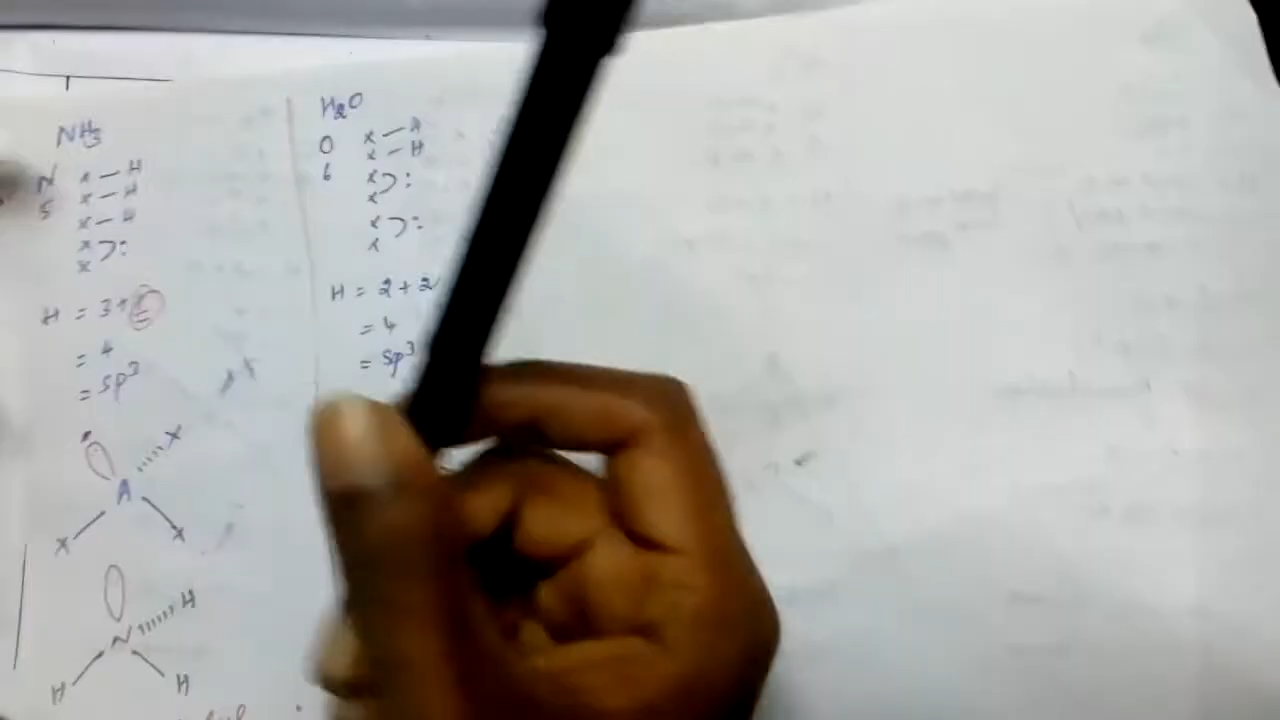 NH3
N x — H
5 x — H
x — H
x
x :
H = 3+1
= 4
= sp³
X
A
X X
H
N
H H
H₂O
O x — H
6 x — H
x
x :
x
x :
H = 2+2
= 4
= sp³